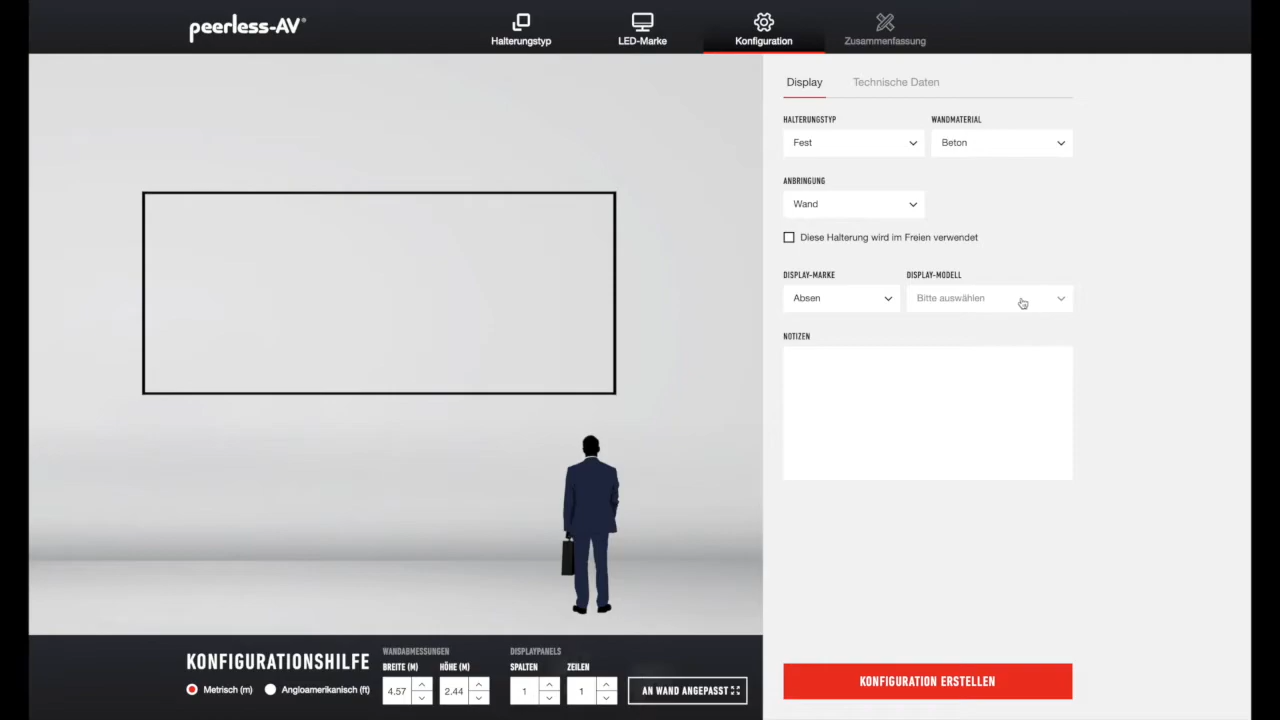 peerless-AV®
Halterungstyp
LED-Marke
Konfiguration
Zusammenfassung
Display
Technische Daten
HALTERUNGSTYP
WANDMATERIAL
Fest
Beton
ANBRINGUNG
Wand
Diese Halterung wird im Freien verwendet
DISPLAY-MARKE
DISPLAY-MODELL
Absen
Bitte auswählen
NOTIZEN
KONFIGURATION ERSTELLEN
KONFIGURATIONSHILFE
Metrisch (m)
Angloamerikanisch (ft)
WANDABMESSUNGEN
BREITE (M)
HÖHE (M)
4.57
2.44
DISPLAYPANELS
SPALTEN
ZEILEN
1
1
AN WAND ANGEPASST